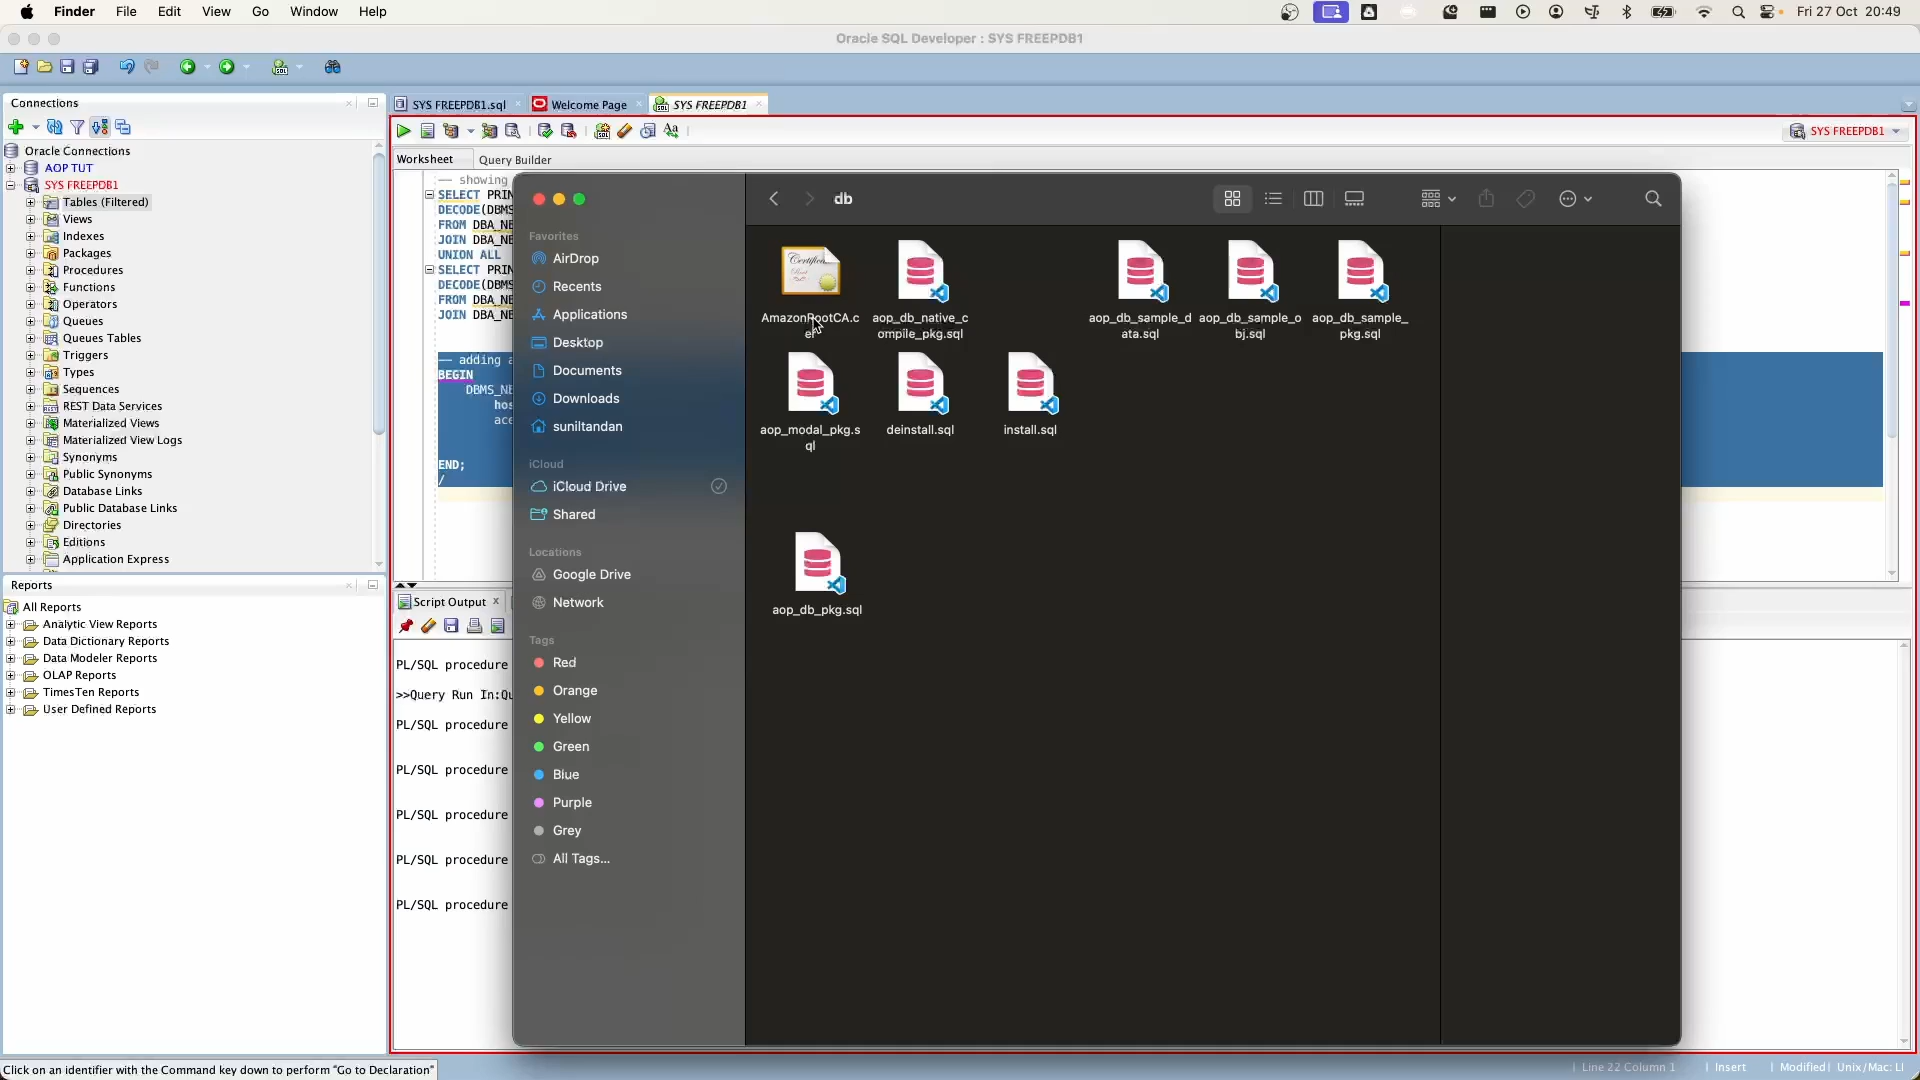 Finder File Edit View Go Window Help
Fri 27 Oct 20:49
Oracle SQL Developer : SYS FREEPDB1
Connections
Oracle Connections
AOP TUT
SYS FREEPDB1
Tables (Filtered)
Views
Indexes
Packages
Procedures
Functions
Operators
Queues
Queues Tables
Triggers
Types
Sequences
REST Data Services
Materialized Views
Materialized View Logs
Synonyms
Public Synonyms
Database Links
Public Database Links
Directories
Editions
Application Express
Reports
All Reports
Analytic View Reports
Data Dictionary Reports
Data Modeler Reports
OLAP Reports
TimesTen Reports
User Defined Reports
SYS FREEPDB1.sql
Welcome Page
SYS FREEPDB1
SYS FREEPDB1
Worksheet Query Builder
-- showing
SELECT PRIN
DECODE(DBMS
FROM DBA_NE
JOIN DBA_NE
UNION ALL
SELECT PRIN
DECODE(DBMS
FROM DBA_NE
JOIN DBA_NE
-- adding a
BEGIN
DBMS_NE
hos
ace
END;
/
Script Output
PL/SQL procedure
>>Query Run In:Qu
PL/SQL procedure
PL/SQL procedure
PL/SQL procedure
PL/SQL procedure
PL/SQL procedure
Favorites
AirDrop
Recents
Applications
Desktop
Documents
Downloads
suniltandan
iCloud
iCloud Drive
Shared
Locations
Google Drive
Network
Tags
Red
Orange
Yellow
Green
Blue
Purple
Grey
All Tags...
db
AmazonRootCA.c
er
aop_db_native_c
ompile_pkg.sql
aop_db_sample_d
ata.sql
aop_db_sample_o
bj.sql
aop_db_sample_
pkg.sql
aop_modal_pkg.s
ql
deinstall.sql
install.sql
aop_db_pkg.sql
Click on an identifier with the Command key down to perform "Go to Declaration"
Line 22 Column 1
Insert
Modified
Unix/Mac: LI